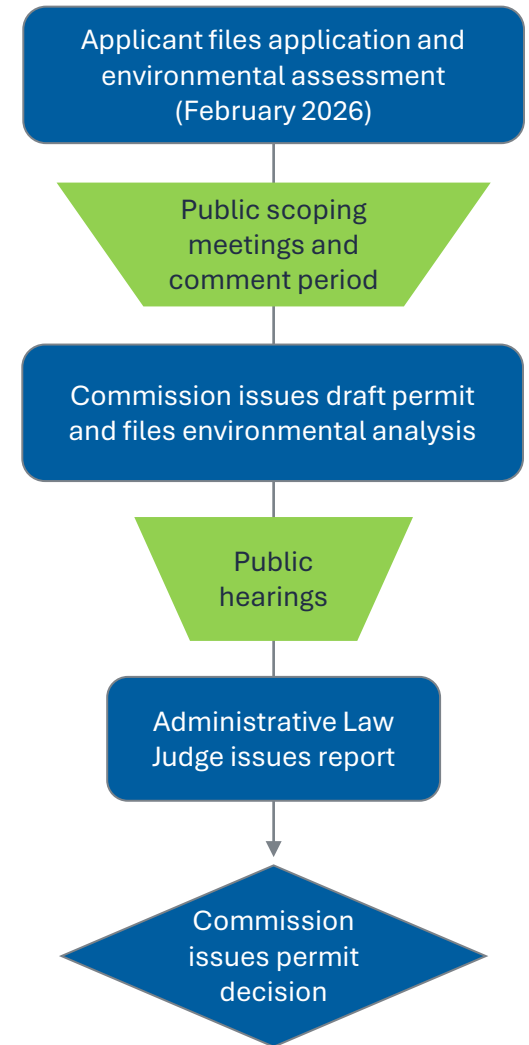 Applicant files application and
environmental assessment
(February 2026)
Public scoping
meetings and
comment period
Commission issues draft permit
and files environmental analysis
Public
hearings
Administrative Law
Judge issues report
Commission
issues permit
decision